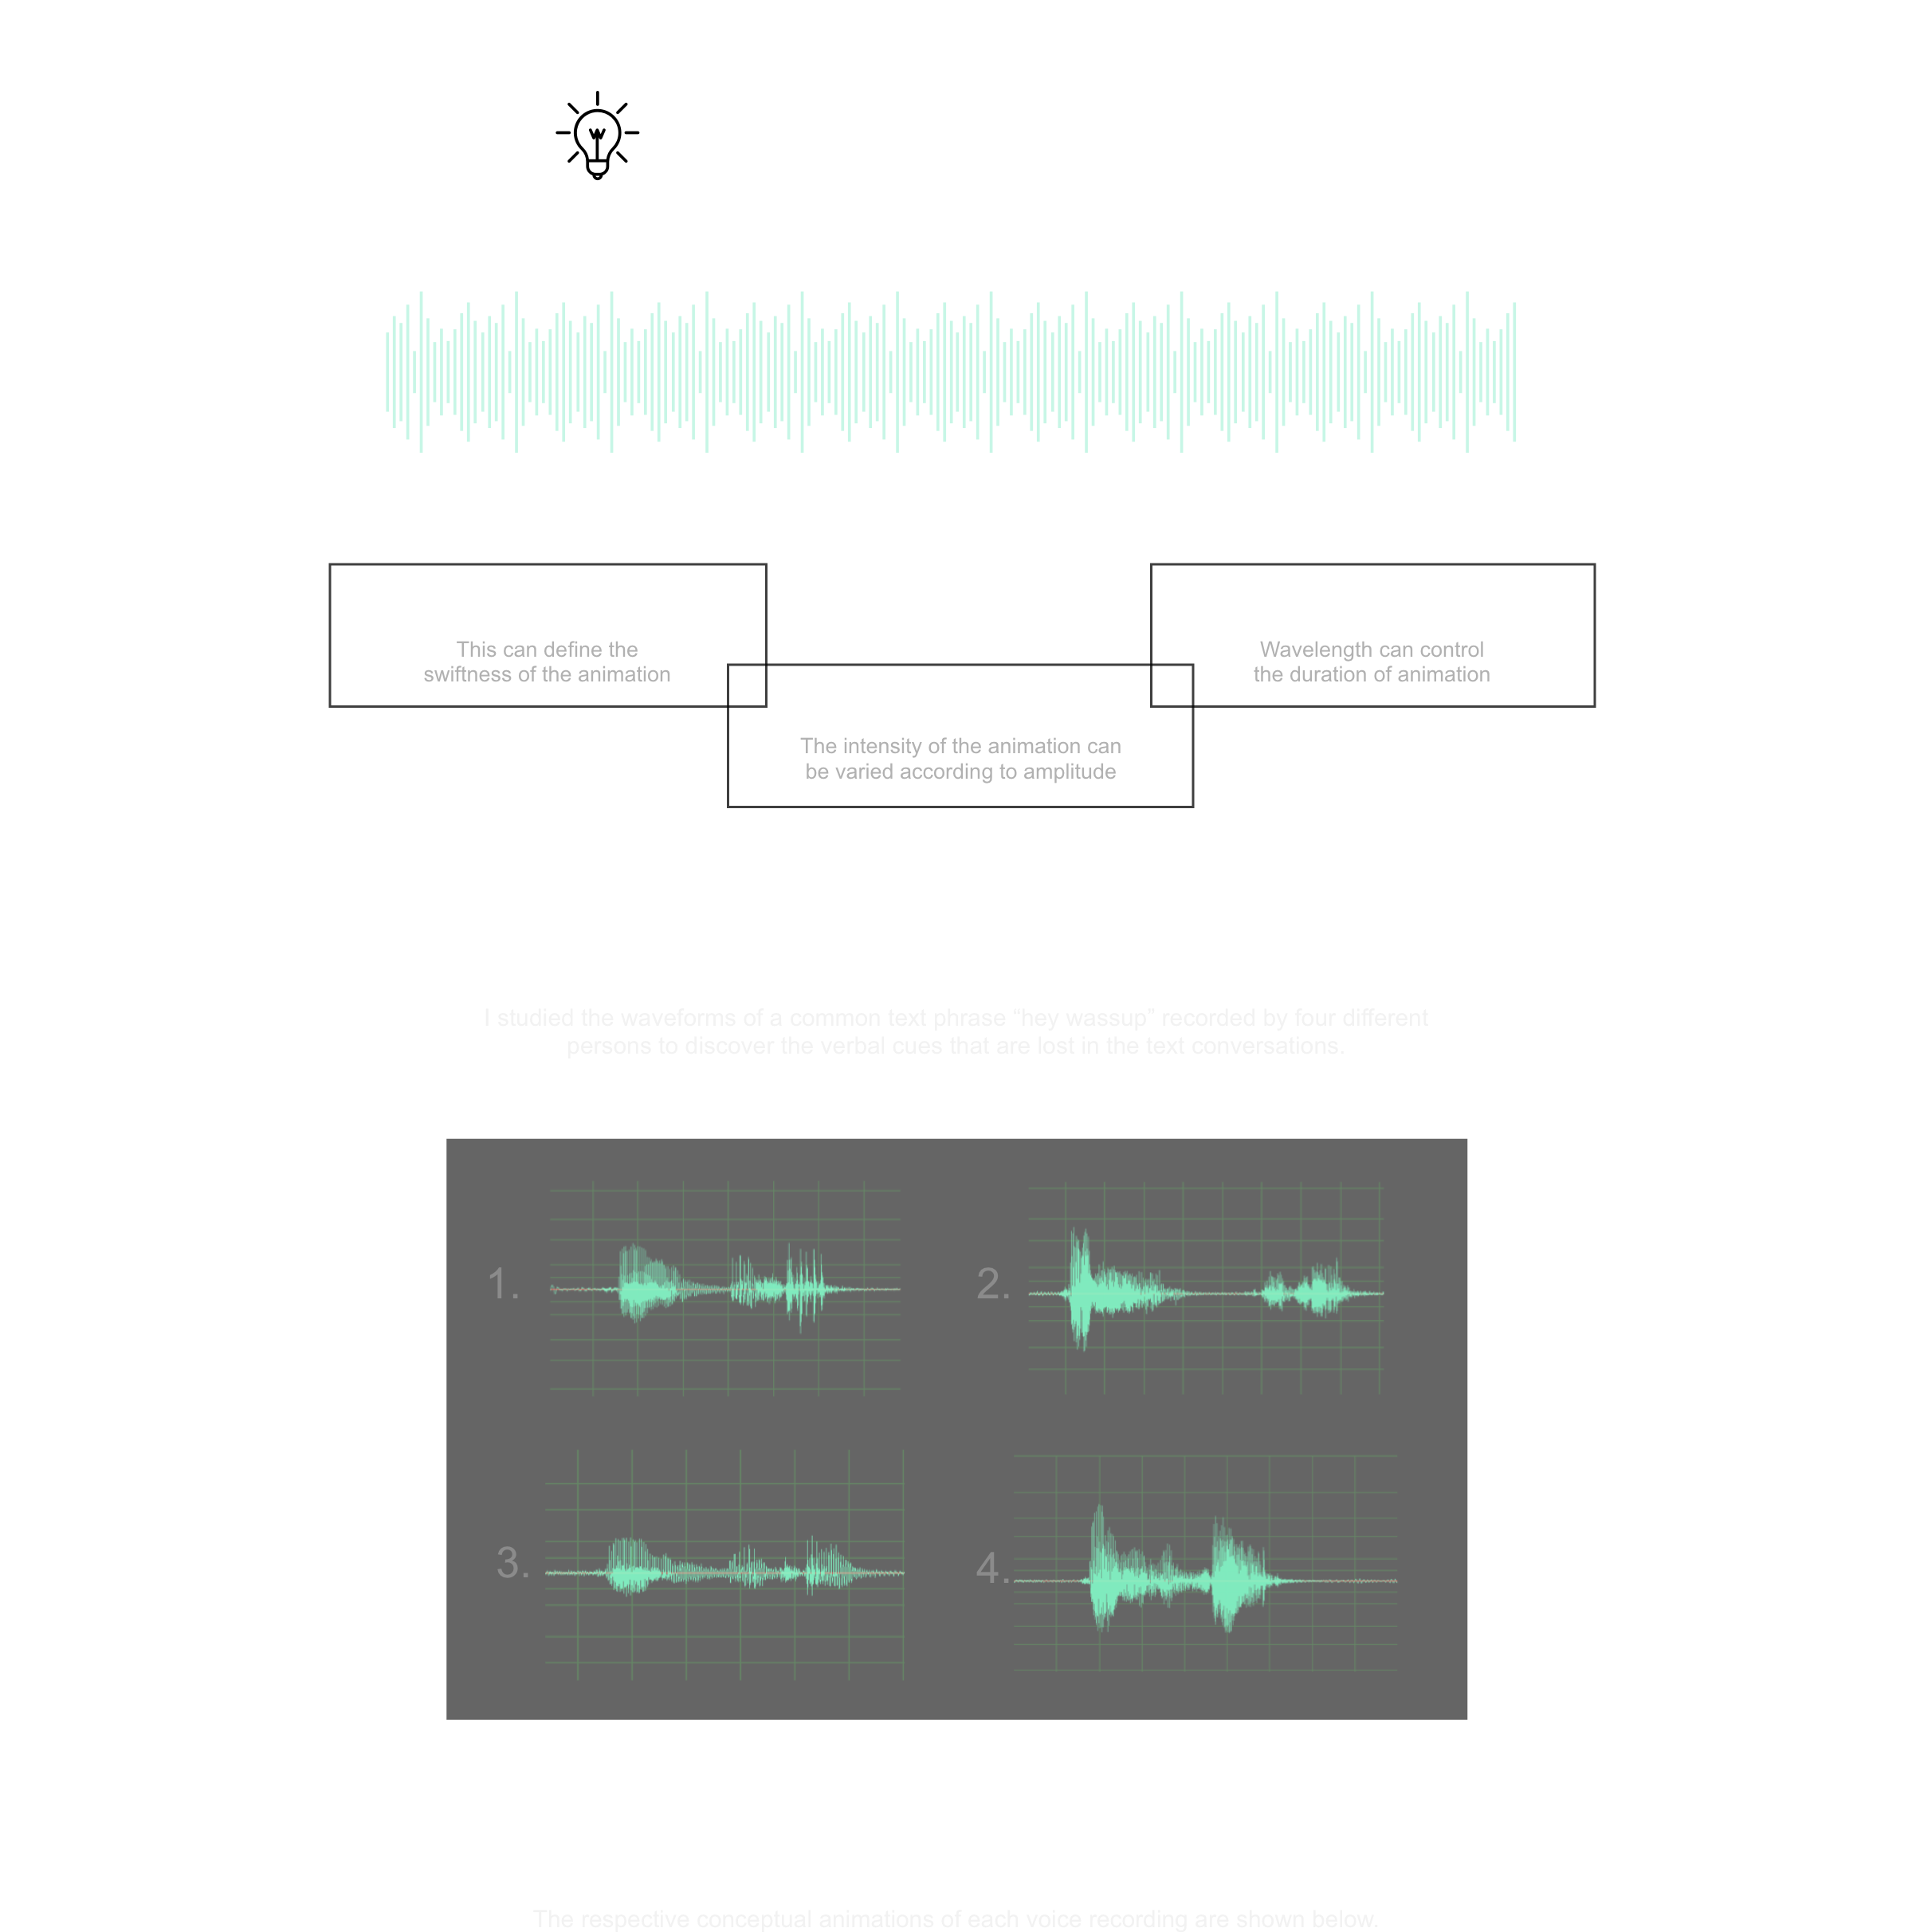 This can define the
swiftness of the animation
Wavelength can control
the duration of animation
The intensity of the animation can
be varied according to amplitude
I studied the waveforms of a common text phrase “hey wassup” recorded by four different
persons to discover the verbal cues that are lost in the text conversations.
1.
2.
3.
4.
The respective conceptual animations of each voice recording are shown below.